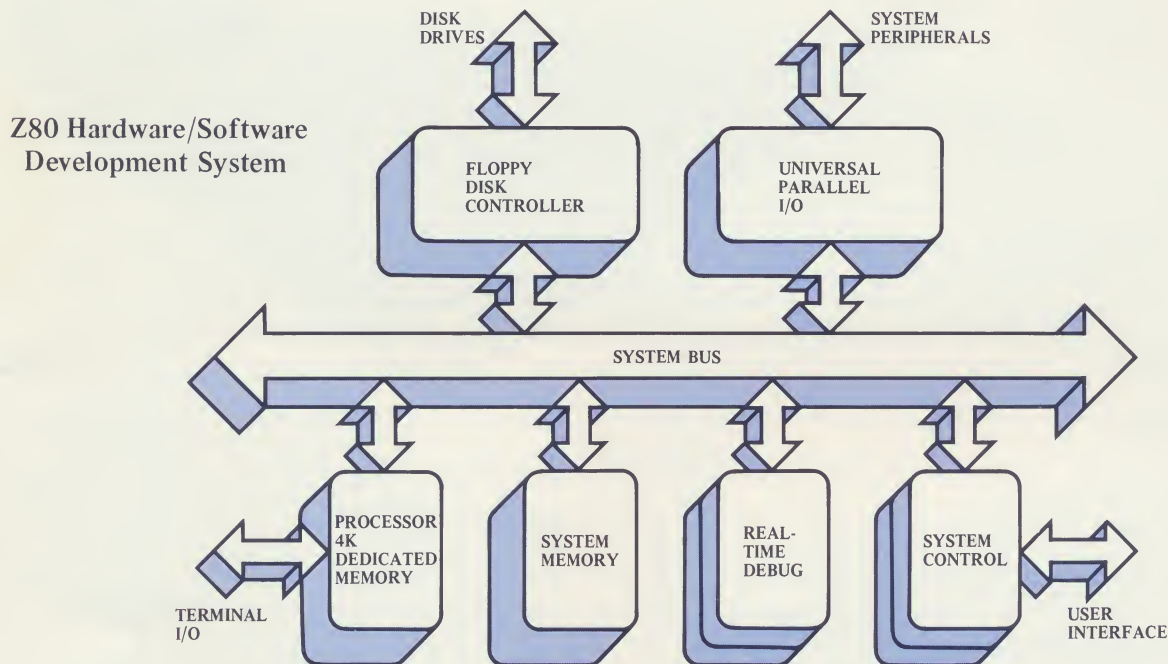 DISK
DRIVES
SYSTEM
PERIPHERALS
Z80 Hardware/Software
Development System
FLOPPY
DISK
CONTROLLER
UNIVERSAL
PARALLEL
I/O
SYSTEM BUS
PROCESSOR
4K
DEDICATED
MEMORY
SYSTEM
MEMORY
REAL-
TIME
DEBUG
SYSTEM
CONTROL
TERMINAL
I/O
USER
INTERFACE